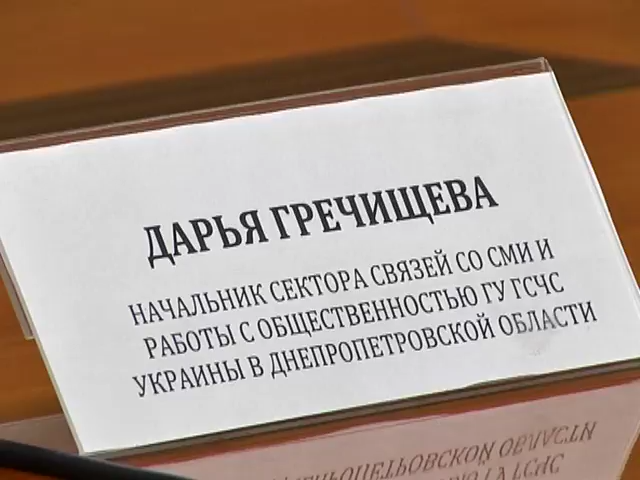 ДАРЬЯ ГРЕЧИЩЕВА
НАЧАЛЬНИК СЕКТОРА СВЯЗЕЙ СО СМИ И
РАБОТЫ С ОБЩЕСТВЕННОСТЬЮ ГУ ГСЧС
УКРАИНЫ В ДНЕПРОПЕТРОВСКОЙ ОБЛАСТИ